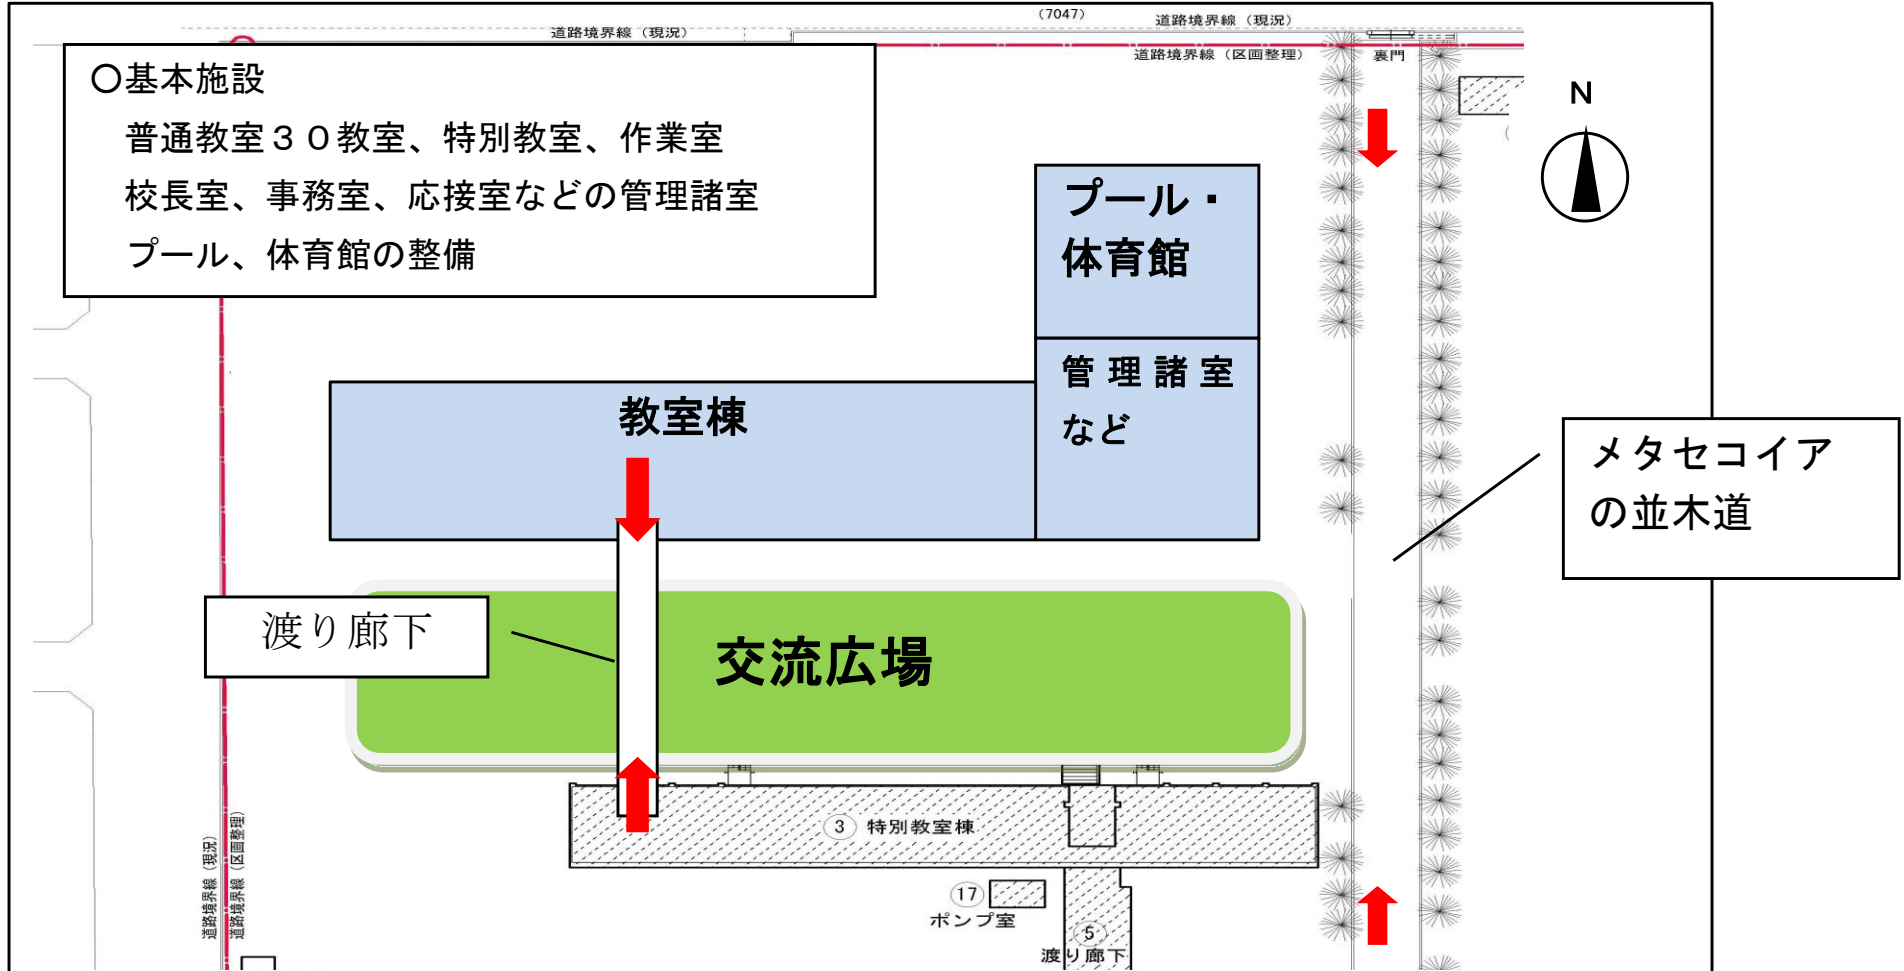 (7047)
道路境界線（現況）
道路境界線（現況）
道路境界線（区画整理）
裏門
〇基本施設
普通教室３０教室、特別教室、作業室
校長室、事務室、応接室などの管理諸室
プール、体育館の整備
N
プール・
体育館
管理諸室
など
教室棟
メタセコイア
の並木道
渡り廊下
交流広場
3 特別教室棟
17
ポンプ室
5
渡り廊下
道路境界線（現況）
道路境界線（区画整理）